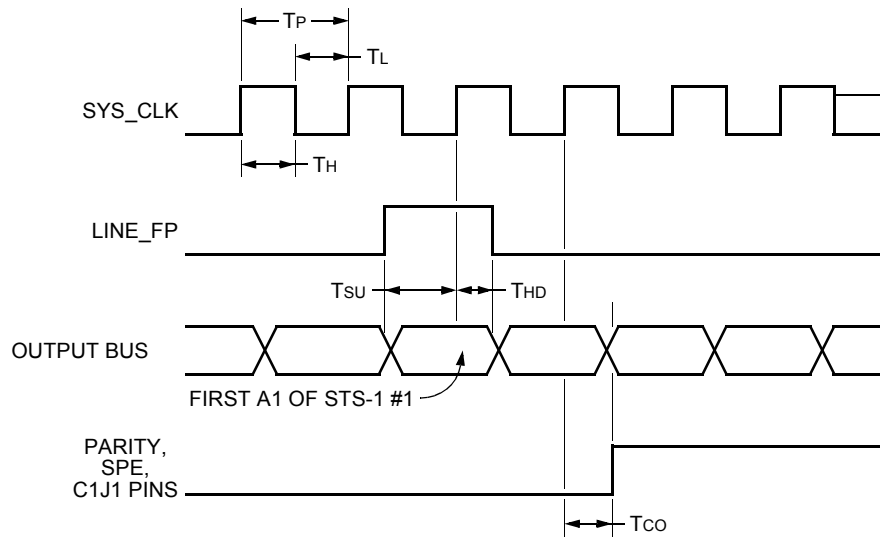 TP
TL
SYS_CLK
TH
LINE_FP
TSU
THD
OUTPUT BUS
FIRST A1 OF STS-1 #1
PARITY,
SPE,
C1J1 PINS
TCO